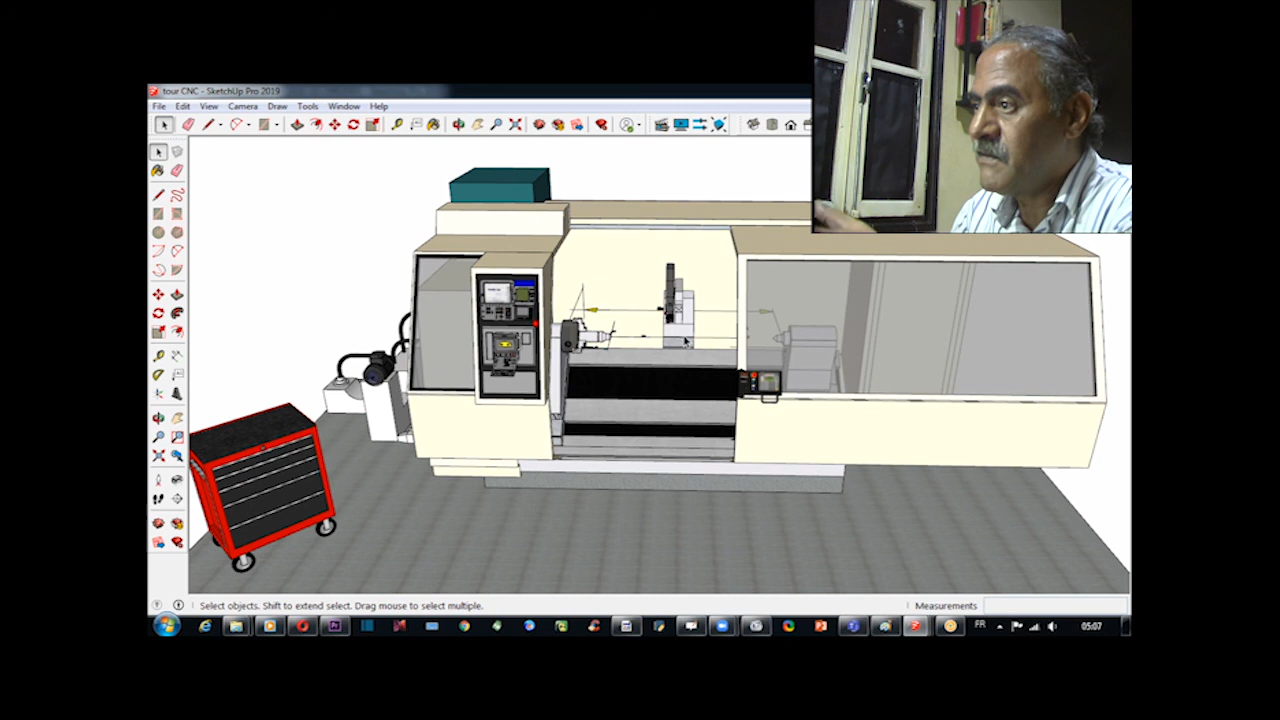 tour CNC - SketchUp Pro 2019
File Edit View Camera Draw Tools Window Help
Select objects. Shift to extend select. Drag mouse to select multiple.
Measurements
FR
05:07